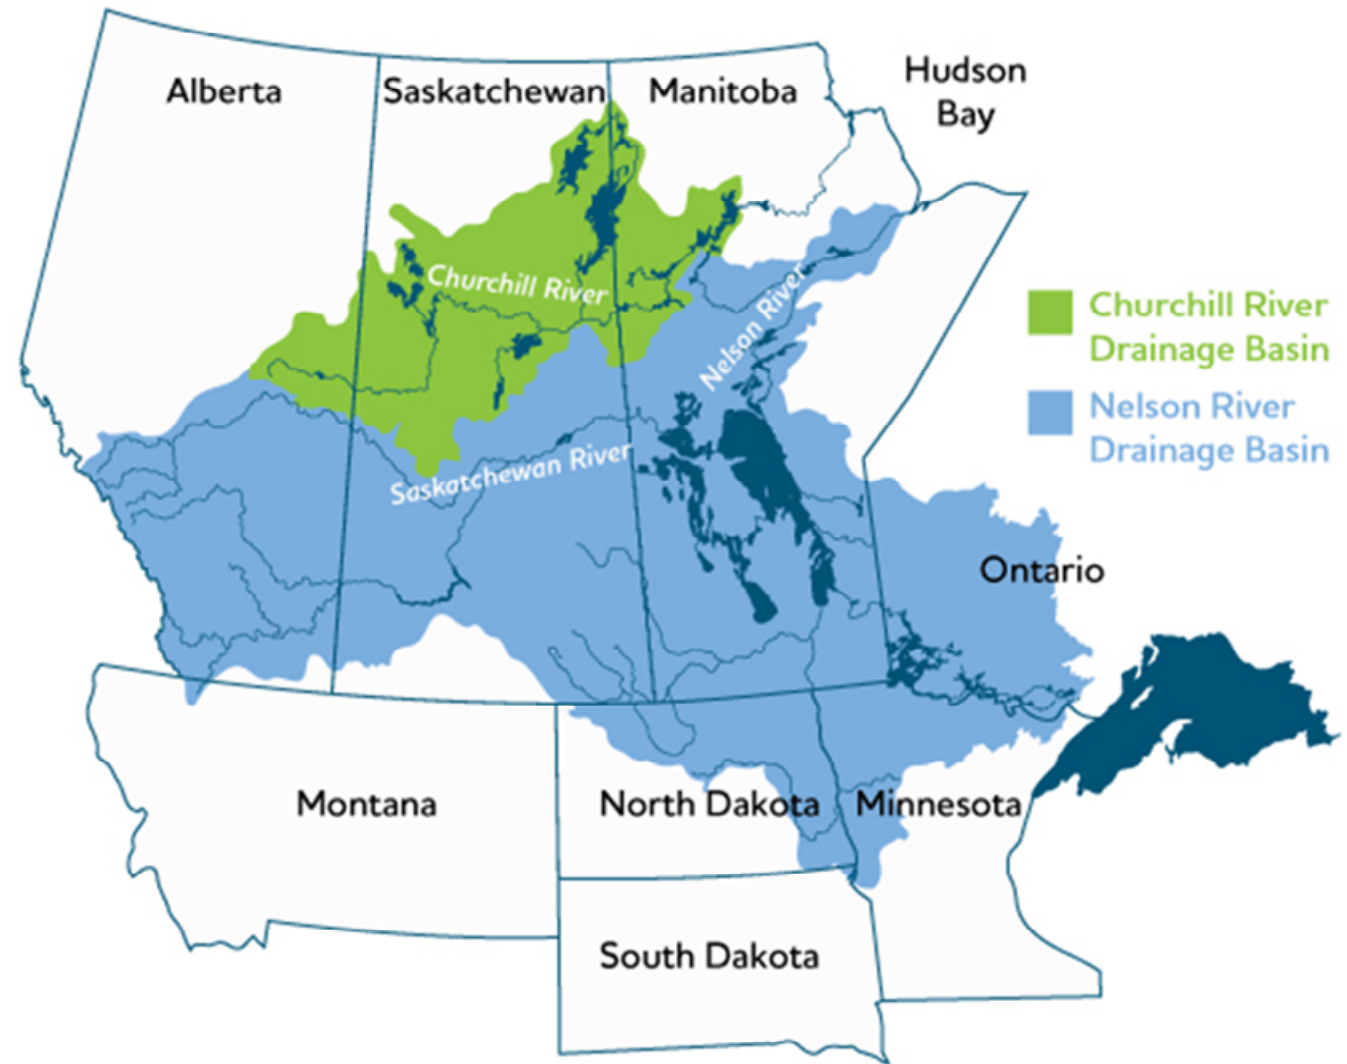 Alberta
Saskatchewan
Manitoba
Hudson
Bay
Churchill River
Nelson River
Saskatchewan River
Churchill River
Drainage Basin
Nelson River
Drainage Basin
Ontario
Montana
North Dakota
Minnesota
South Dakota